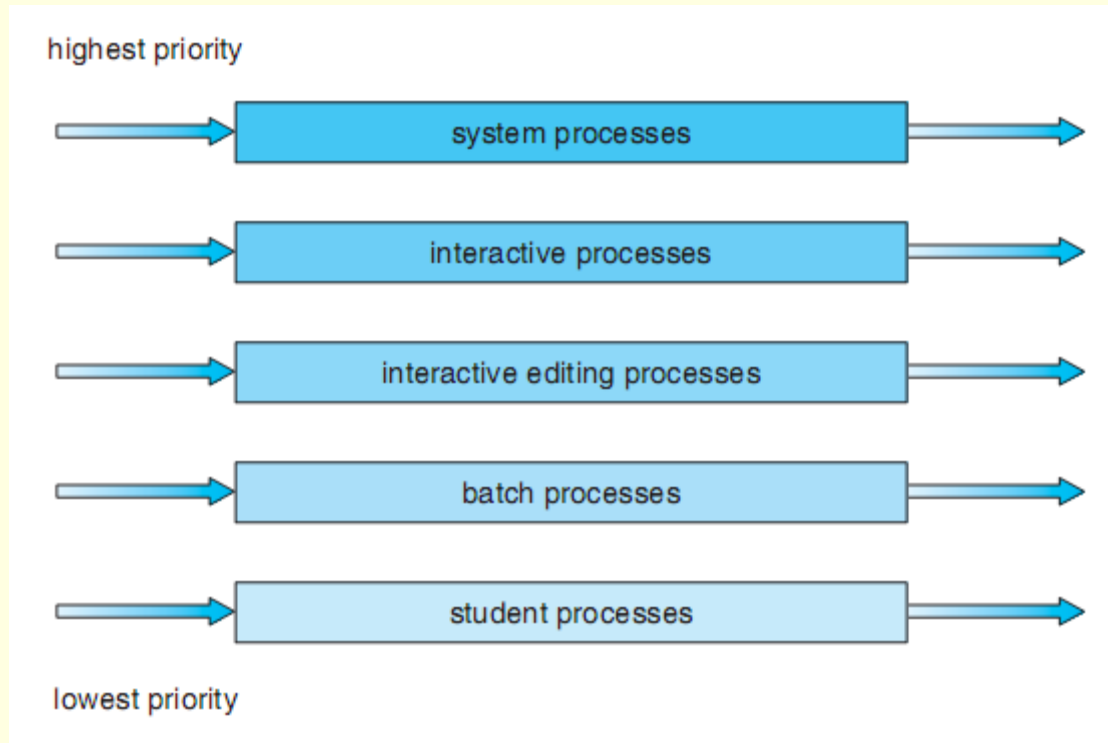 highest priority
system processes
interactive processes
interactive editing processes
batch processes
student processes
lowest priority